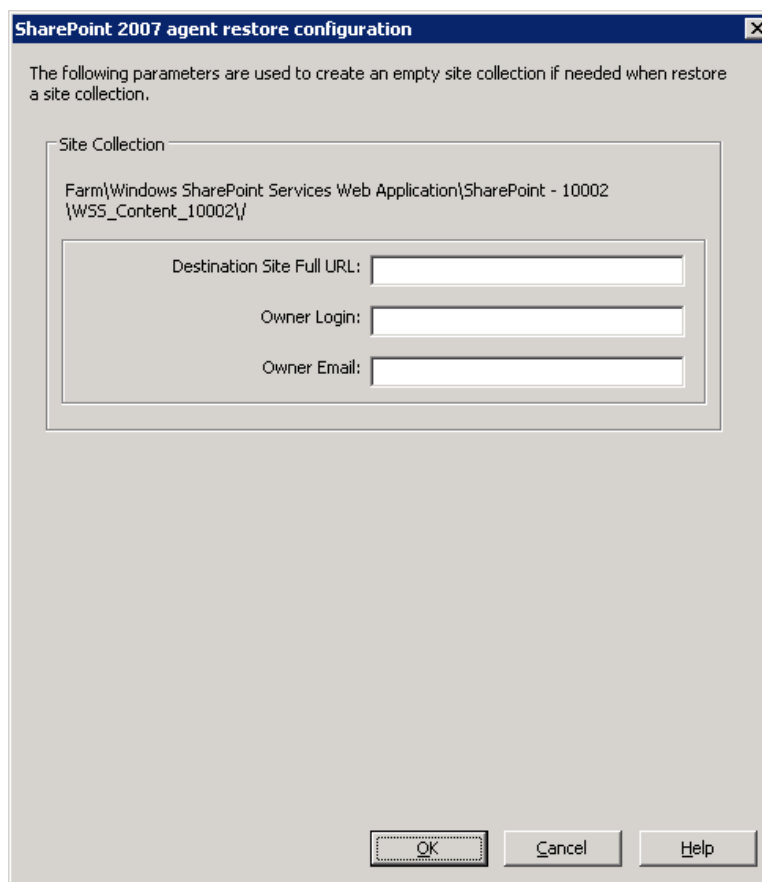 SharePoint 2007 agent restore configuration
The following parameters are used to create an empty site collection if needed when restore
a site collection.
Site Collection
Farm\Windows SharePoint Services Web Application\SharePoint - 10002
\WSS_Content_10002\/
Destination Site Full URL:
Owner Login:
Owner Email:
OK Cancel Help